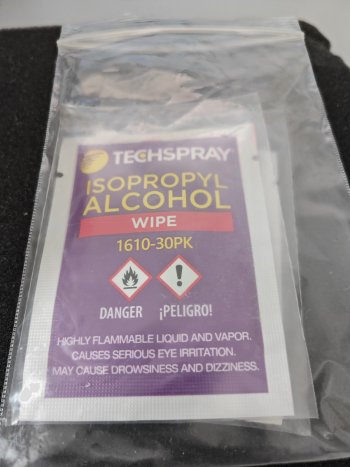 TECHSPRAY
ISOPROPYL
ALCOHOL
WIPE
1610-30PK
DANGER ¡PELIGRO!
HIGHLY FLAMMABLE LIQUID AND VAPOR.
CAUSES SERIOUS EYE IRRITATION.
MAY CAUSE DROWSINESS AND DIZZINESS.